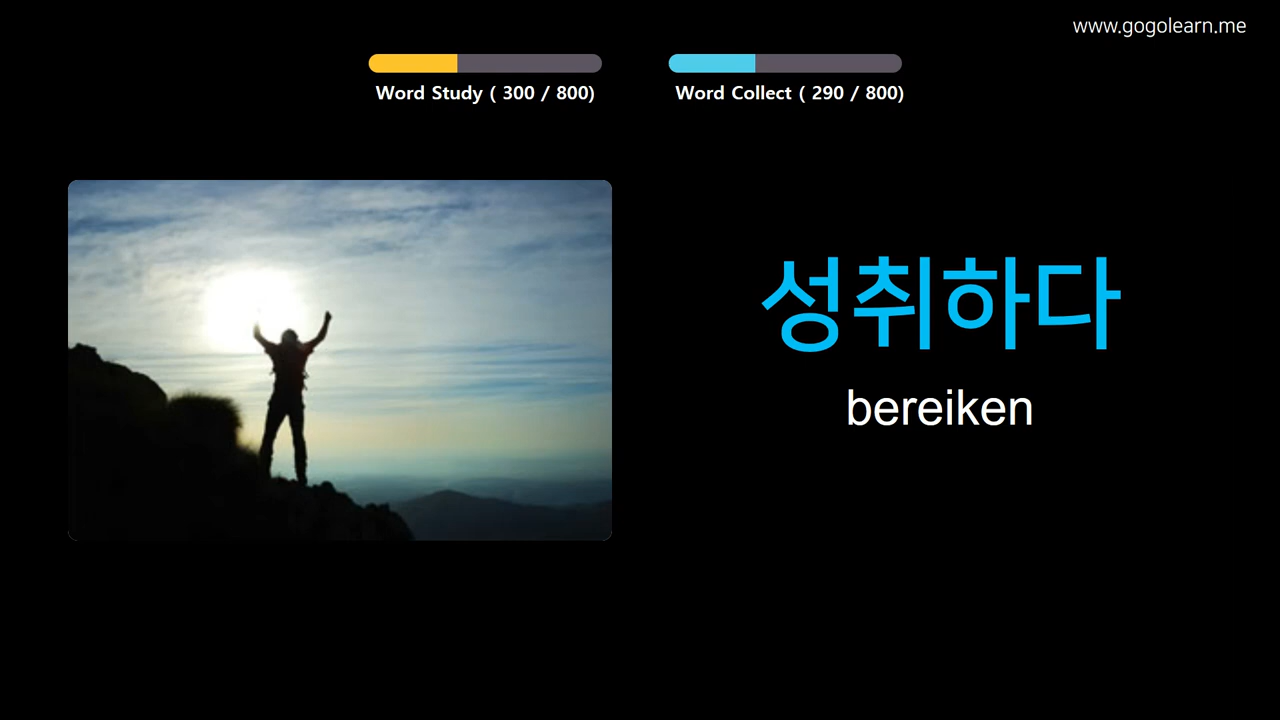 www.gogolearn.me
Word Study ( 300 / 800)
Word Collect ( 290 / 800)
성취하다
bereiken